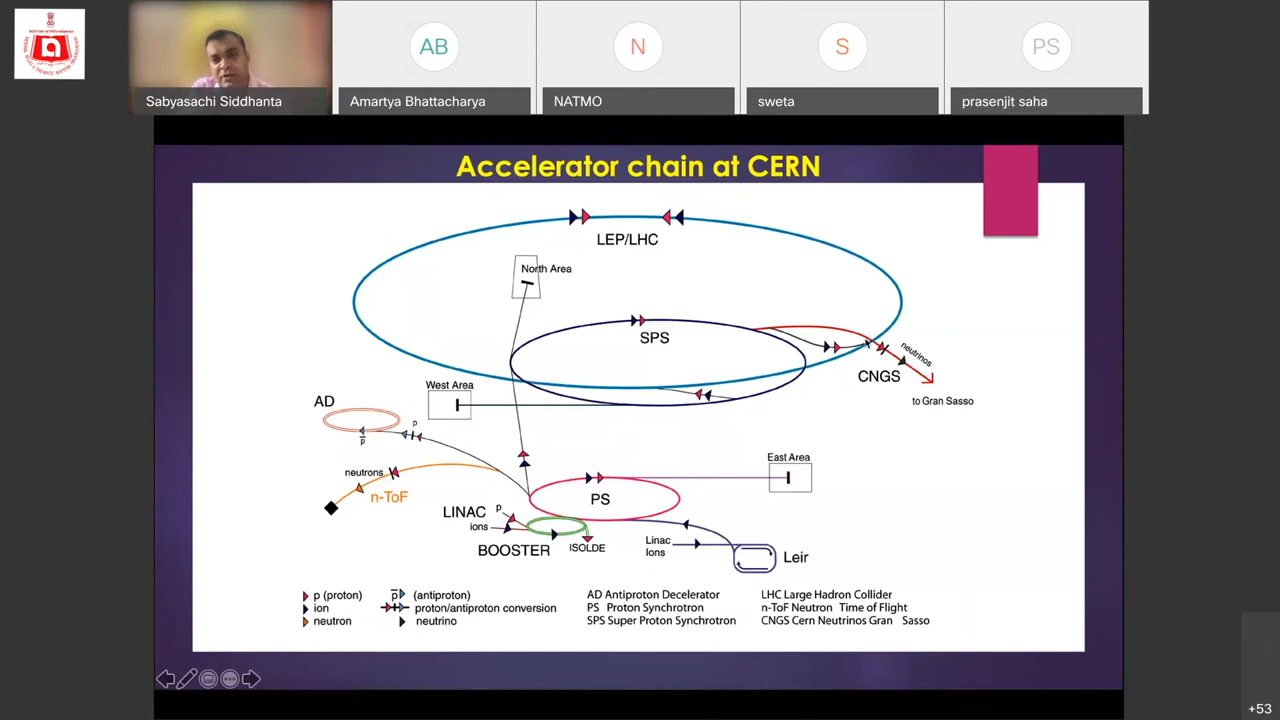 AB
N
S
PS
Sabyasachi Siddhanta
Amartya Bhattacharya
NATMO
sweta
prasenjit saha
Accelerator chain at CERN
LEP/LHC
North Area
SPS
neutrinos
CNGS
to Gran Sasso
West Area
AD
p
p̅
neutrons
n-ToF
East Area
PS
LINAC
p
ions
BOOSTER
ISOLDE
Linac
Ions
Leir
p (proton)
ion
neutron
p̅ (antiproton)
proton/antiproton conversion
neutrino
AD Antiproton Decelerator
PS Proton Synchrotron
SPS Super Proton Synchrotron
LHC Large Hadron Collider
n-ToF Neutron Time of Flight
CNGS Cern Neutrinos Gran Sasso
+53